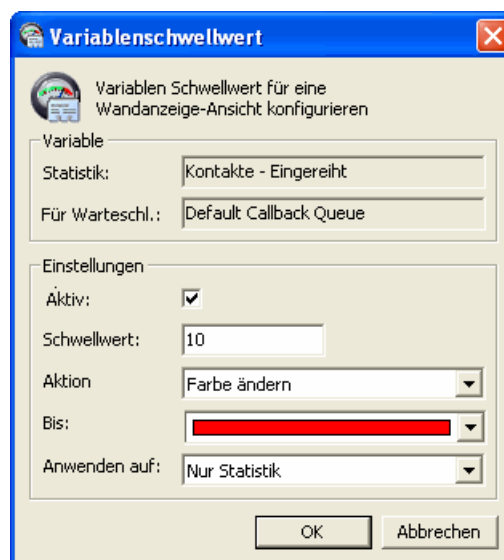 Variablenschwellwert
Variablen Schwellwert für eine
Wandanzeige-Ansicht konfigurieren
Variable
Statistik: Kontakte - Eingereiht
Für Warteschl.: Default Callback Queue
Einstellungen
Aktiv:
Schwellwert: 10
Aktion Farbe ändern
Bis:
Anwenden auf: Nur Statistik
OK Abbrechen